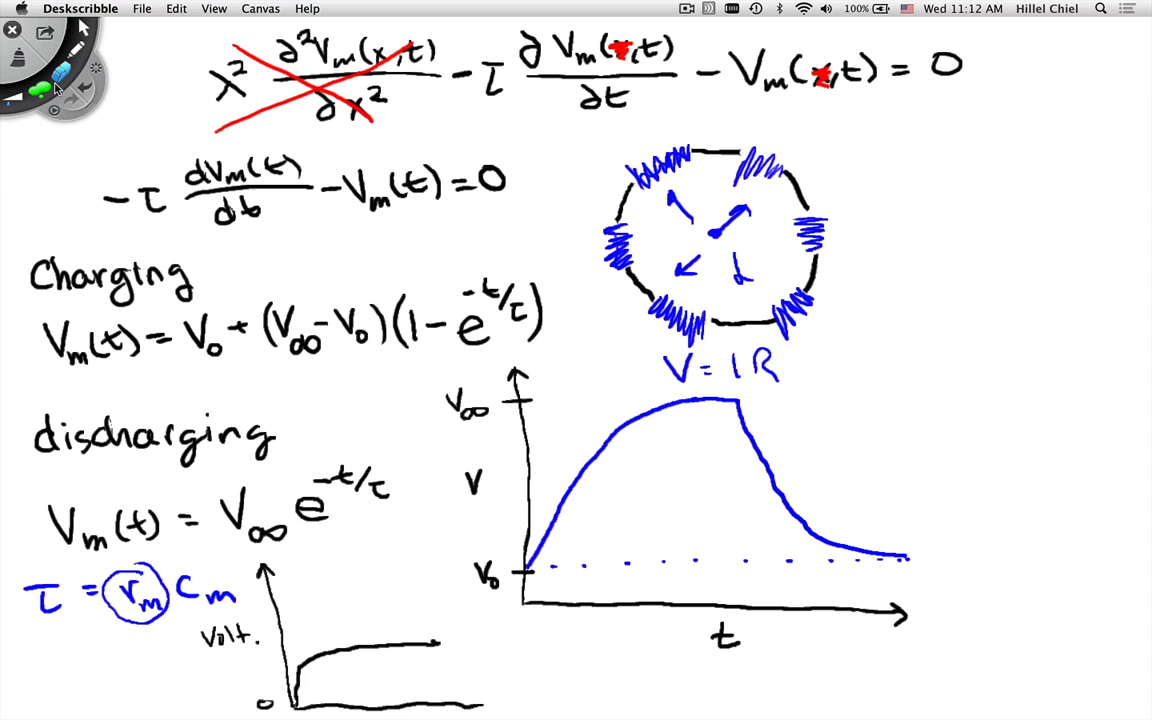 Deskscribble File Edit View Canvas Help 100% Wed 11:12 AM Hillel Chiel
λ² ∂²Vm(x,t)/∂x² − τ ∂Vm(x,t)/∂t − Vm(x,t) = 0
−τ dVm(t)/dt − Vm(t) = 0
Charging
Vm(t) = V₀ + (V∞ − V₀)(1 − e^−t/τ)
V = IR
discharging
Vm(t) = V∞ e^−t/τ
τ = rm cm
Volt.
0
V∞
V
V₀
t